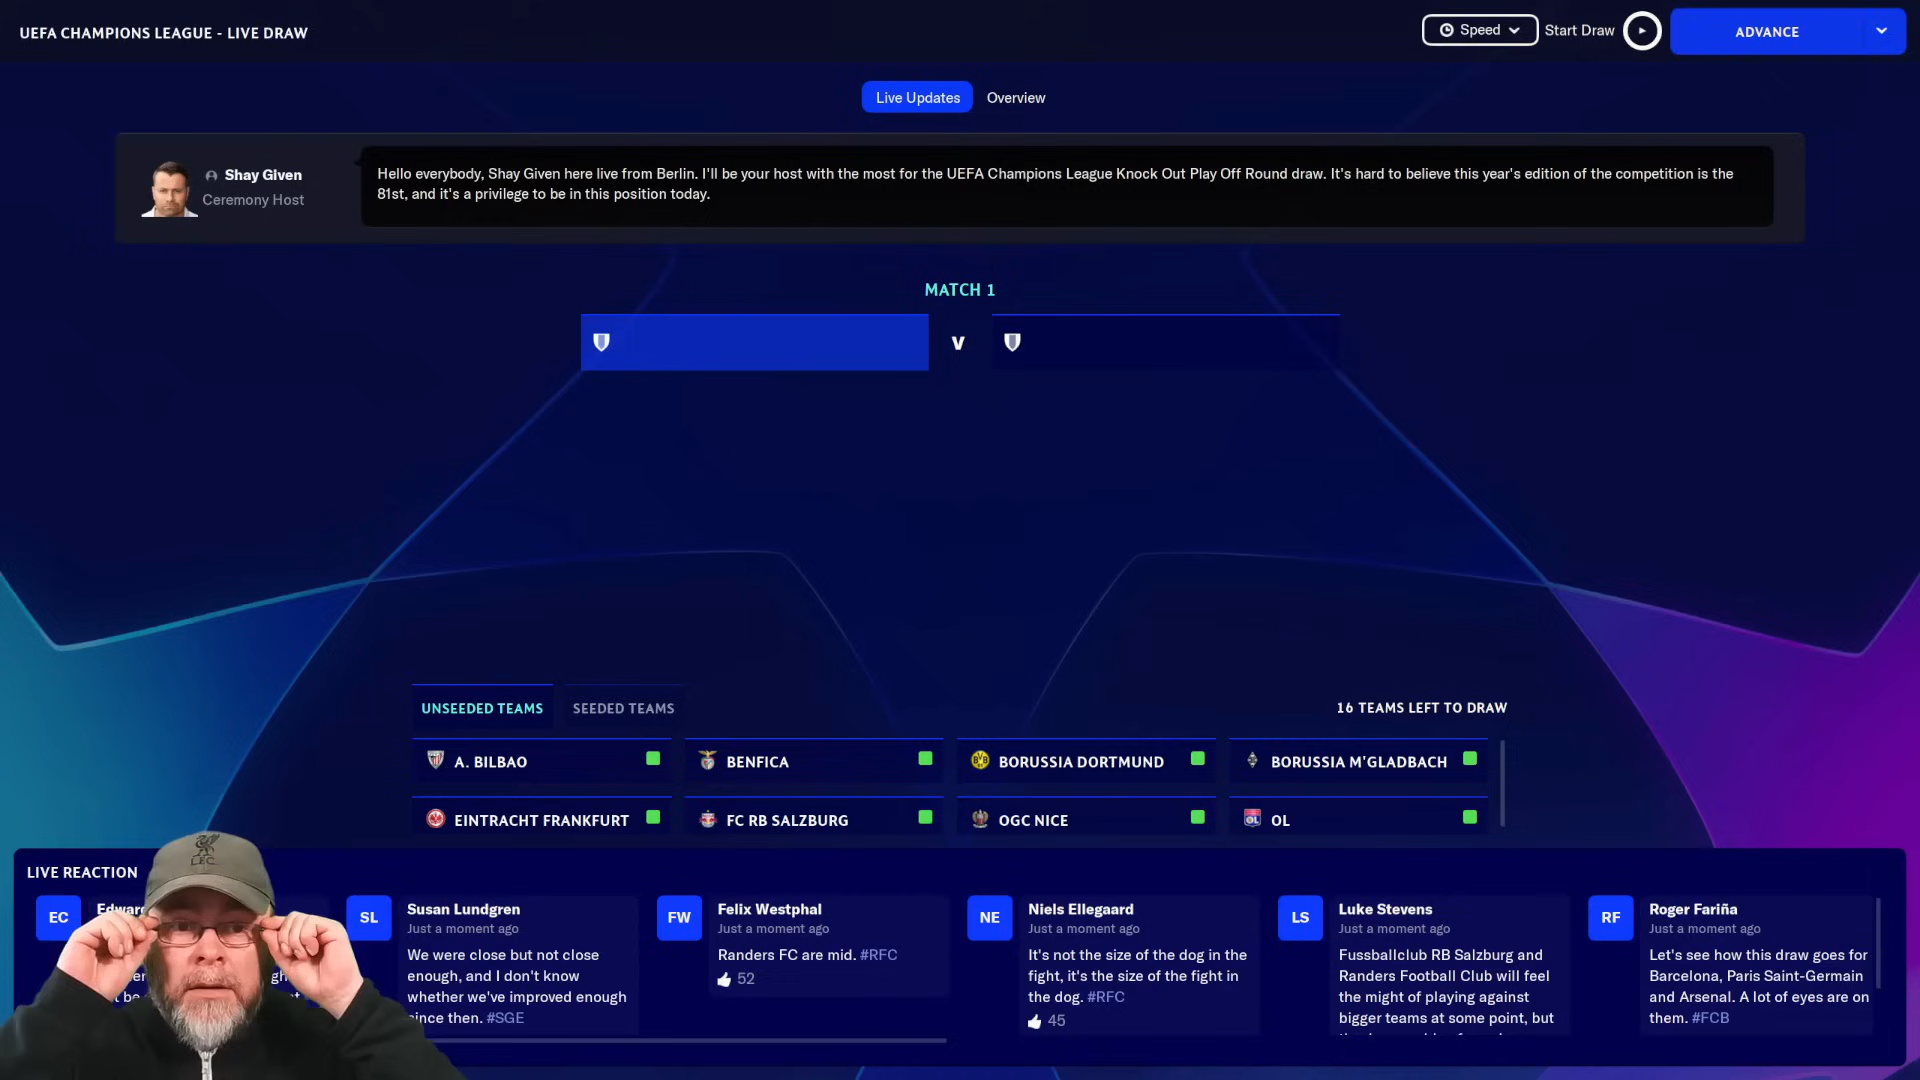 UEFA CHAMPIONS LEAGUE - LIVE DRAW
Speed
Start Draw
ADVANCE
Live Updates
Overview
Shay Given
Ceremony Host
Hello everybody, Shay Given here live from Berlin. I'll be your host with the most for the UEFA Champions League Knock Out Play Off Round draw. It's hard to believe this year's edition of the competition is the
81st, and it's a privilege to be in this position today.
MATCH 1
v
UNSEEDED TEAMS
SEEDED TEAMS
16 TEAMS LEFT TO DRAW
A. BILBAO
BENFICA
BORUSSIA DORTMUND
BORUSSIA M'GLADBACH
EINTRACHT FRANKFURT
FC RB SALZBURG
OGC NICE
OL
LIVE REACTION
EC
SL
Susan Lundgren
Just a moment ago
We were close but not close
enough, and I don't know
whether we've improved enough
since then. #SGE
FW
Felix Westphal
Just a moment ago
Randers FC are mid. #RFC
52
NE
Niels Ellegaard
Just a moment ago
It's not the size of the dog in the
fight, it's the size of the fight in
the dog. #RFC
45
LS
Luke Stevens
Just a moment ago
Fussballclub RB Salzburg and
Randers Football Club will feel
the might of playing against
bigger teams at some point, but
RF
Roger Fariña
Just a moment ago
Let's see how this draw goes for
Barcelona, Paris Saint-Germain
and Arsenal. A lot of eyes are on
them. #FCB
L.F.C.